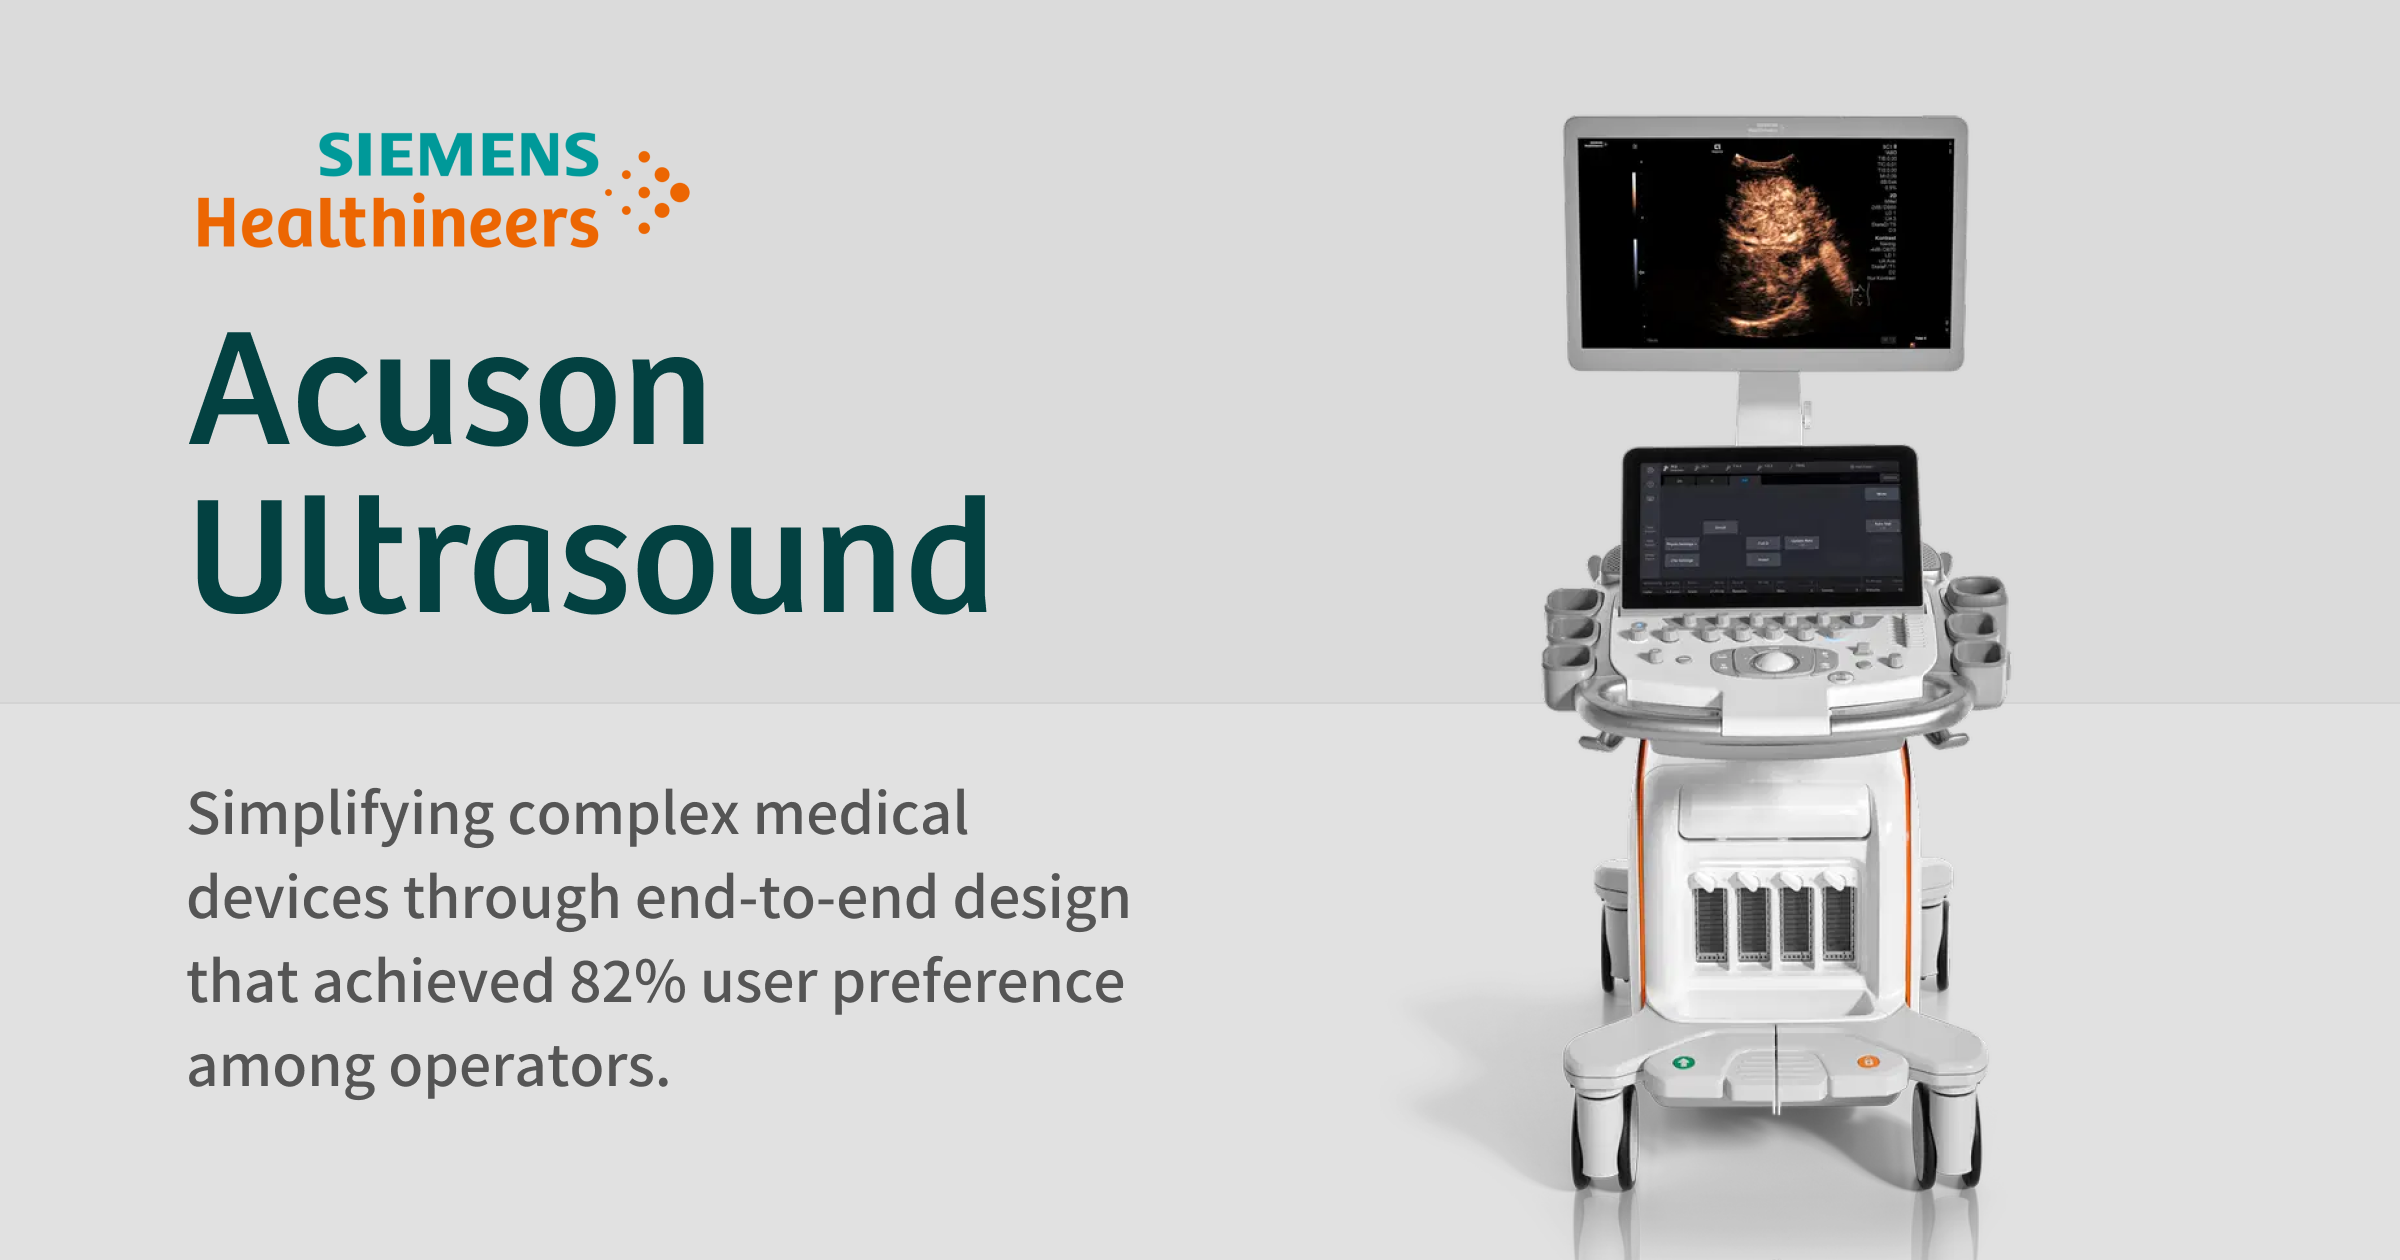 SIEMENS
Healthineers
Acuson
Ultrasound
Simplifying complex medical
devices through end-to-end design
that achieved 82% user preference
among operators.